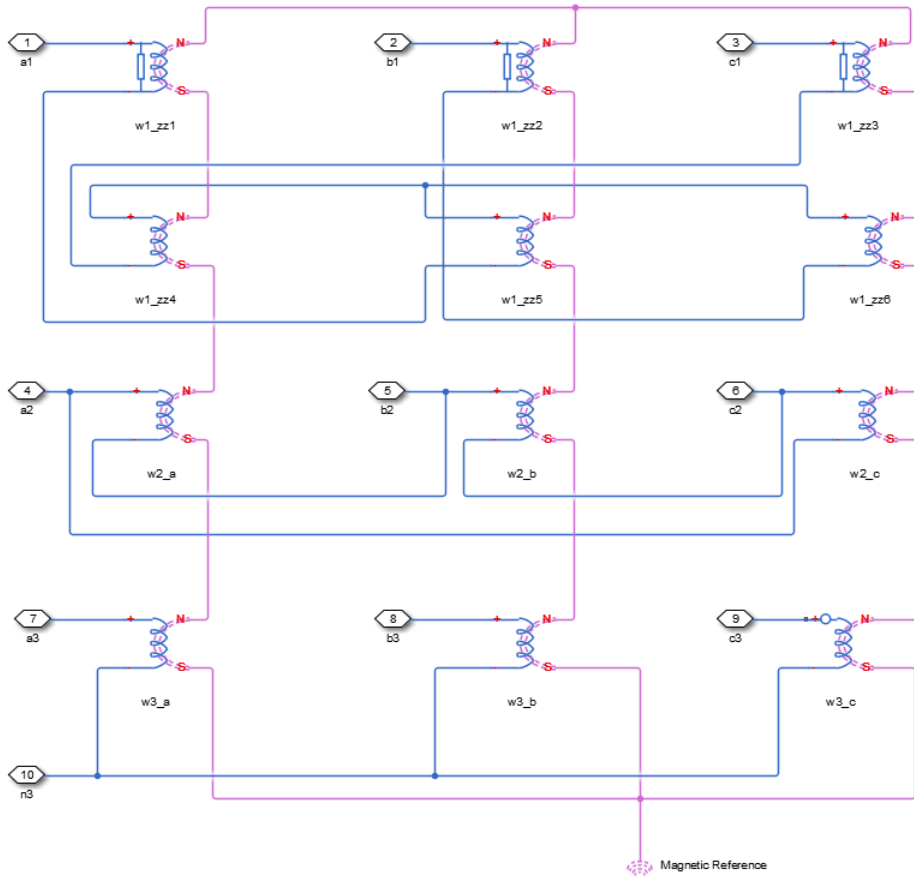 1 + N 2 + N 3 + N
a1 b1 c1
- S - S - S
w1_zz1 w1_zz2 w1_zz3
+ N + N + N
- S - S - S
w1_zz4 w1_zz5 w1_zz6
4 + N 5 + N 6 + N
a2 b2 c2
- S - S - S
w2_a w2_b w2_c
7 + N 8 + N 9 + N
a3 b3 c3
- S - S - S
w3_a w3_b w3_c
10
n3
Magnetic Reference